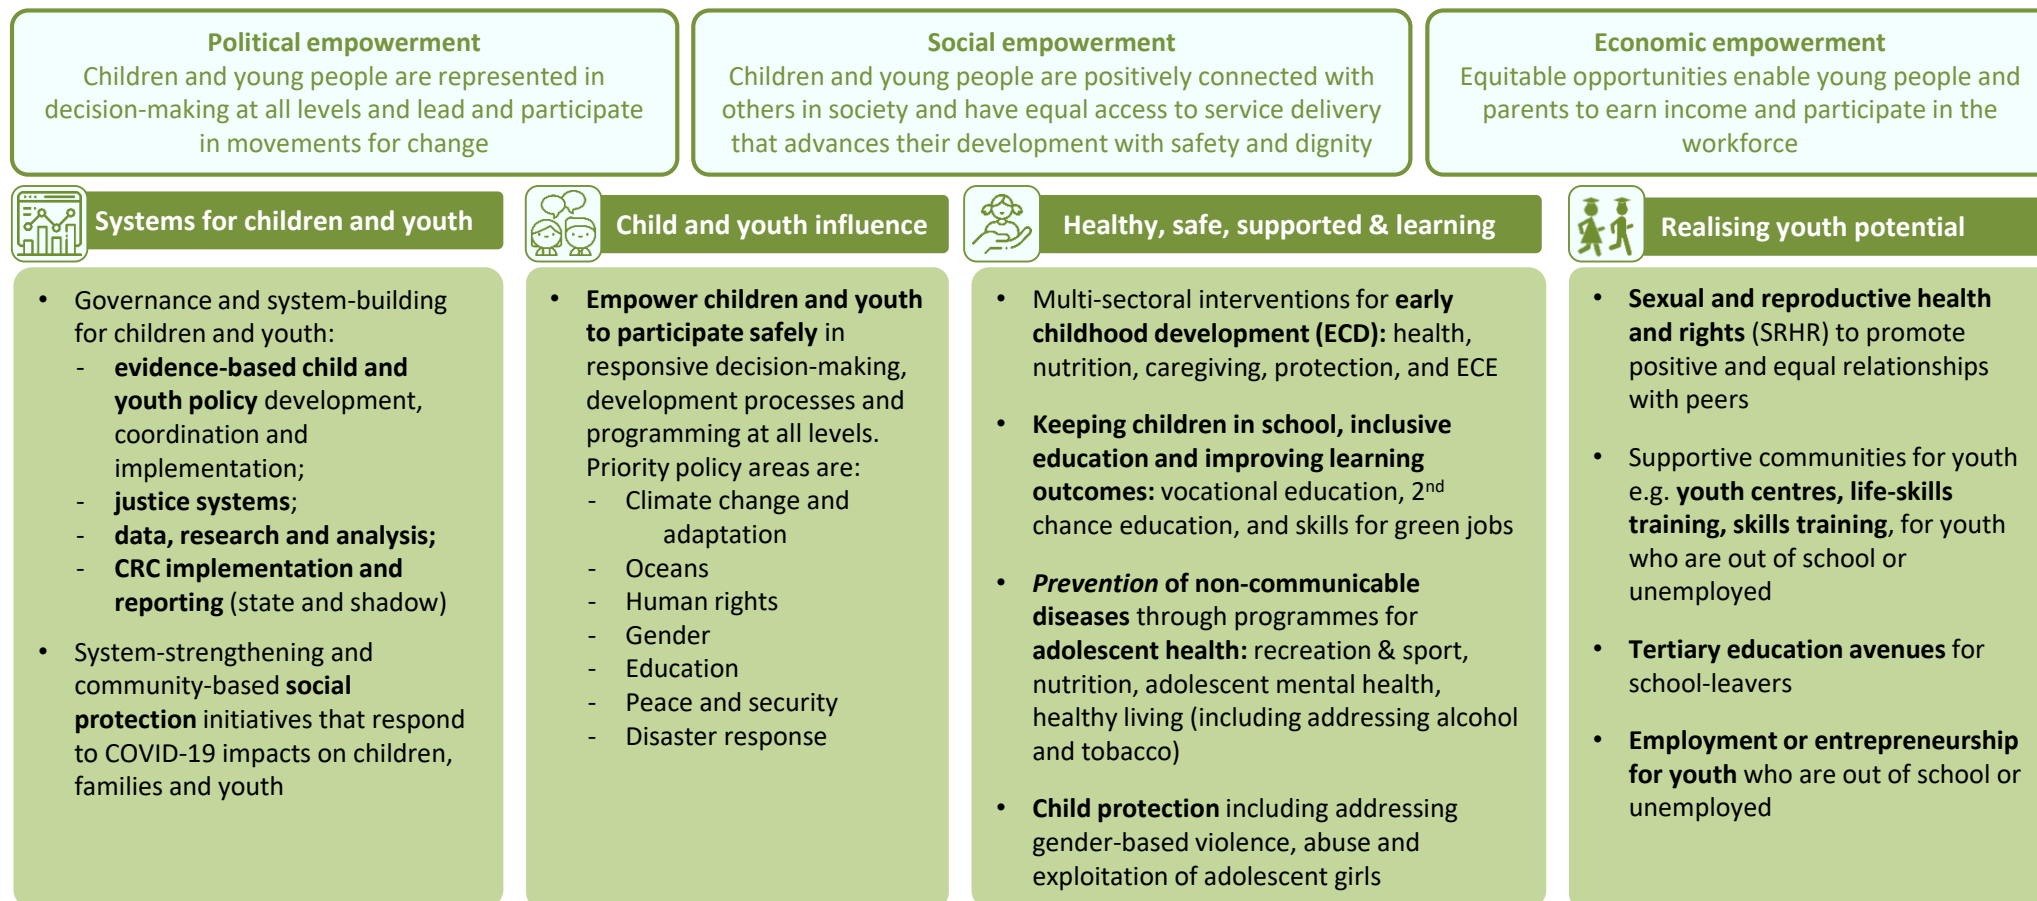 Political empowerment
Children and young people are represented in
decision-making at all levels and lead and participate
in movements for change
Social empowerment
Children and young people are positively connected with
others in society and have equal access to service delivery
that advances their development with safety and dignity
Economic empowerment
Equitable opportunities enable young people and
parents to earn income and participate in the
workforce
Systems for children and youth
• Governance and system-building
for children and youth:
- evidence-based child and
youth policy development,
coordination and
implementation;
- justice systems;
- data, research and analysis;
- CRC implementation and
reporting (state and shadow)
• System-strengthening and
community-based social
protection initiatives that respond
to COVID-19 impacts on children,
families and youth
Child and youth influence
• Empower children and youth
to participate safely in
responsive decision-making,
development processes and
programming at all levels.
Priority policy areas are:
- Climate change and
adaptation
- Oceans
- Human rights
- Gender
- Education
- Peace and security
- Disaster response
Healthy, safe, supported & learning
• Multi-sectoral interventions for early
childhood development (ECD): health,
nutrition, caregiving, protection, and ECE
• Keeping children in school, inclusive
education and improving learning
outcomes: vocational education, 2nd
chance education, and skills for green jobs
• Prevention of non-communicable
diseases through programmes for
adolescent health: recreation & sport,
nutrition, adolescent mental health,
healthy living (including addressing alcohol
and tobacco)
• Child protection including addressing
gender-based violence, abuse and
exploitation of adolescent girls
Realising youth potential
• Sexual and reproductive health
and rights (SRHR) to promote
positive and equal relationships
with peers
• Supportive communities for youth
e.g. youth centres, life-skills
training, skills training, for youth
who are out of school or
unemployed
• Tertiary education avenues for
school-leavers
• Employment or entrepreneurship
for youth who are out of school or
unemployed